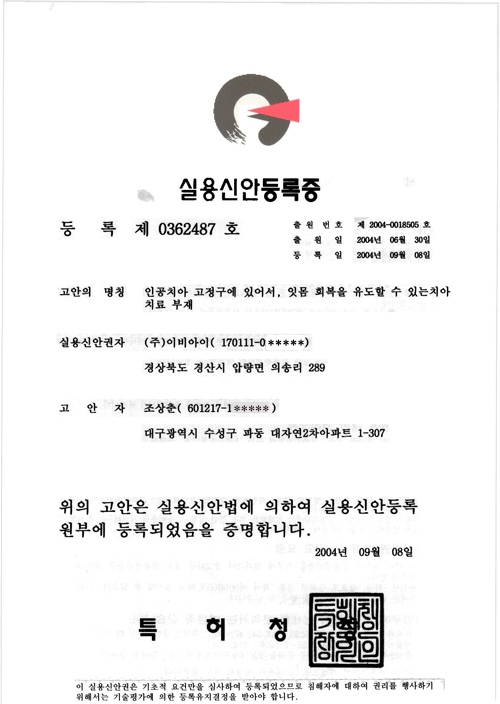 실용신안등록증
등 록 제 0362487 호
출 원 번 호 제 2004-0018505 호
출 원 일 2004년 06월 30일
등 록 일 2004년 09월 08일
고안의 명칭 인공치아 고정구에 있어서, 잇몸 회복을 유도할 수 있는치아
치료 부재
실용신안권자 (주)이비아이( 170111-0*****)
경상북도 경산시 압량면 의송리 289
고 안 자 조상춘( 601217-1*****)
대구광역시 수성구 파동 대자연2차아파트 1-307
위의 고안은 실용신안법에 의하여 실용신안등록
원부에 등록되었음을 증명합니다.
2004년 09월 08일
특 허 청 장
이 실용신안권은 기초적 요건만을 심사하여 등록되었으므로 침해자에 대하여 권리를 행사하기
위해서는 기술평가에 의한 등록유지결정을 받아야 합니다.